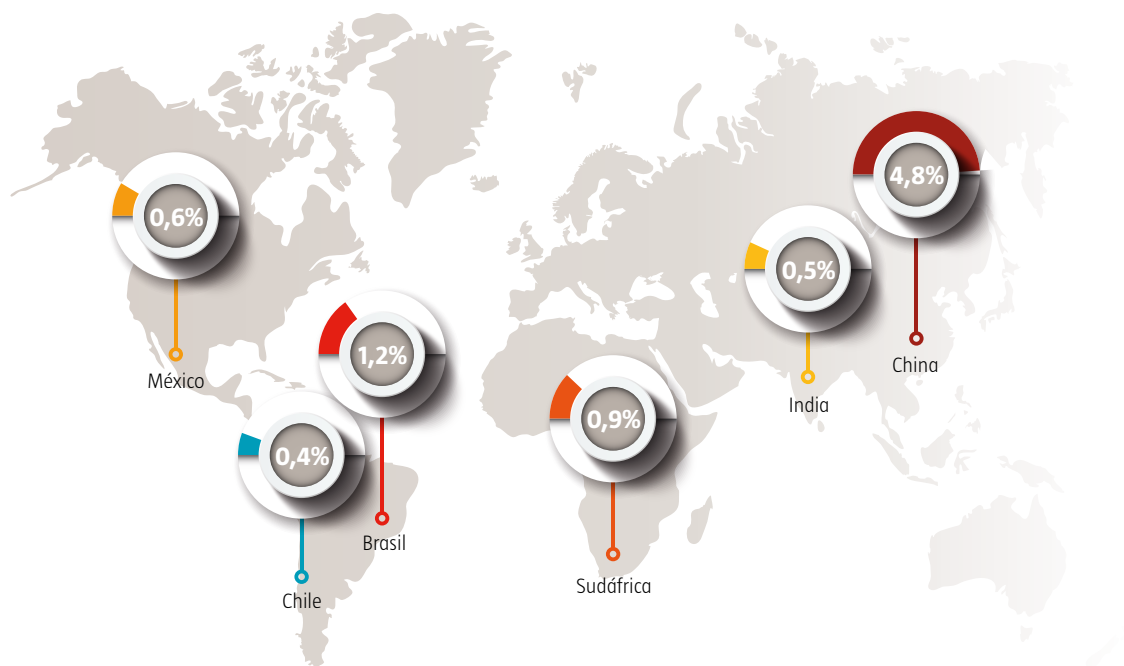 4,8%
China
0,6%
México
0,5%
India
1,2%
Brasil
0,9%
Sudáfrica
0,4%
Chile